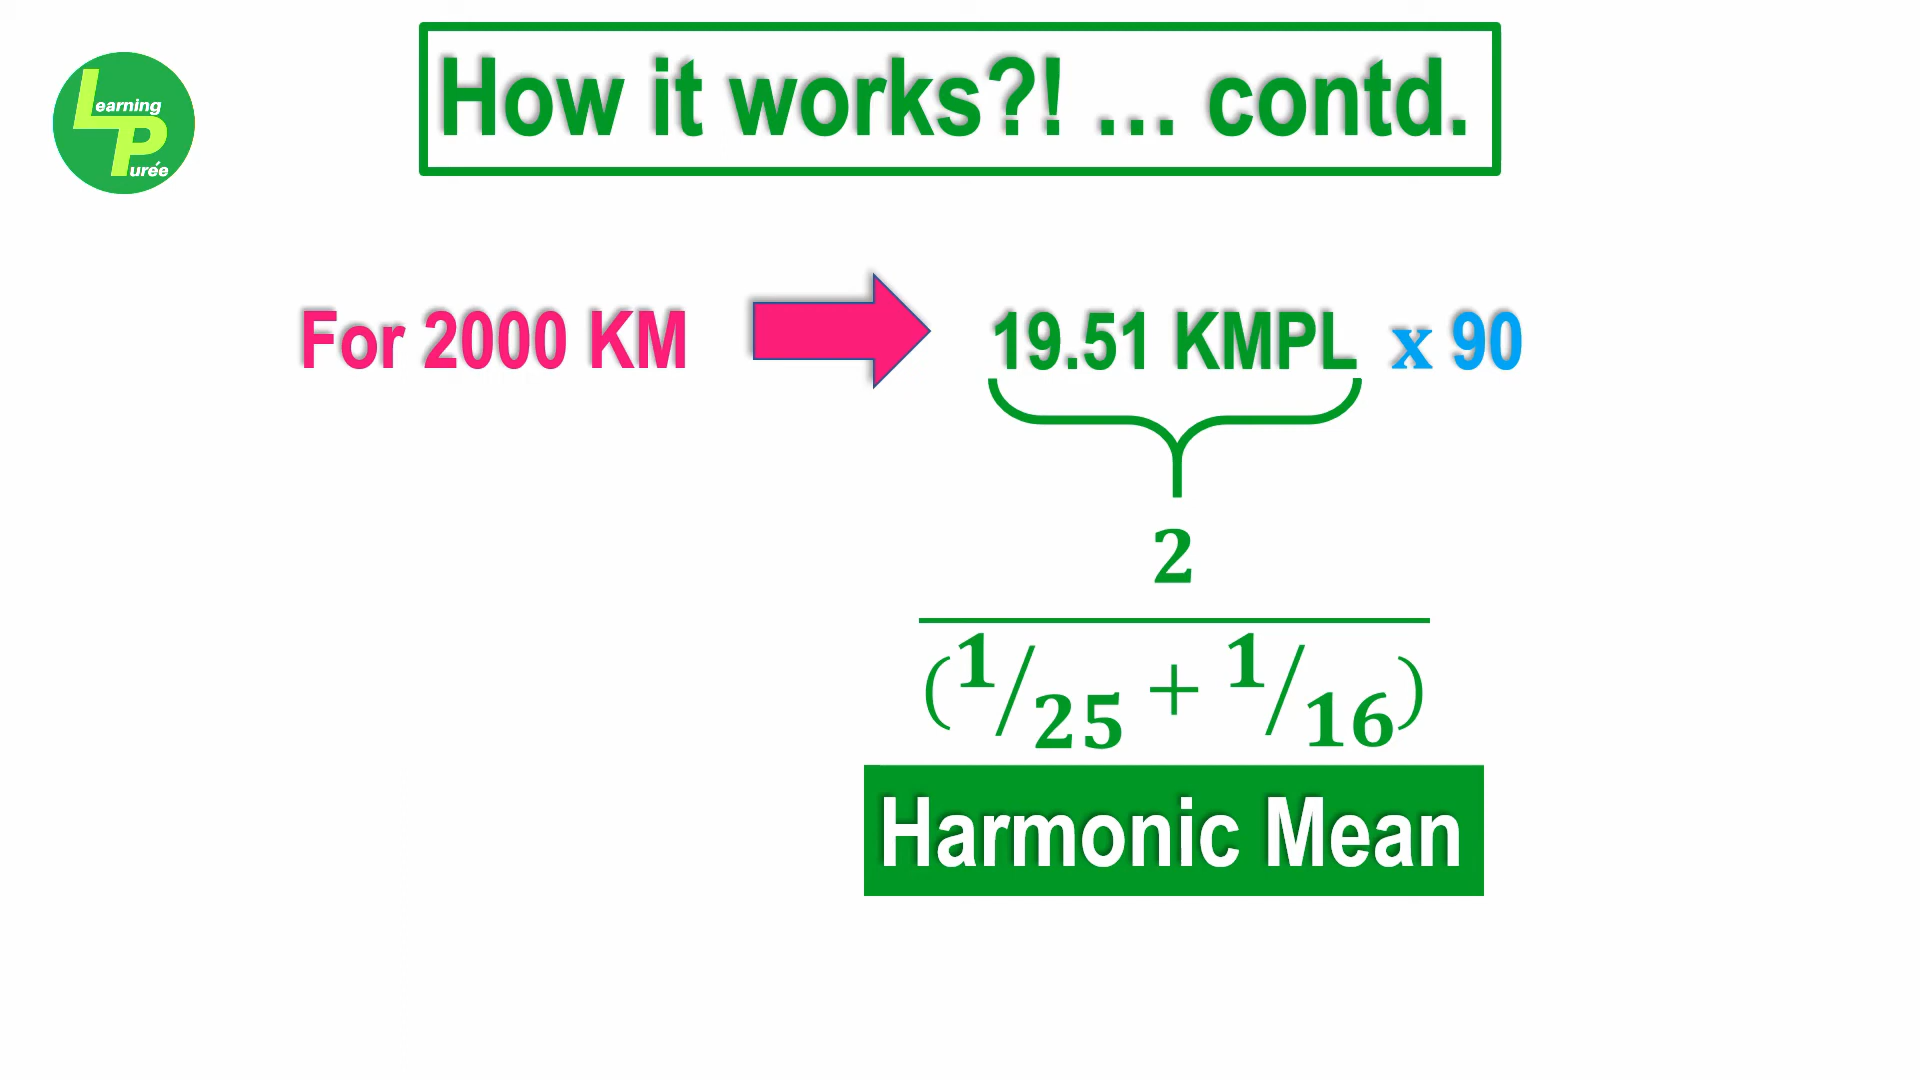 Learning
Purée
How it works?! ... contd.
For 2000 KM
19.51 KMPL x 90
2
(1/25 + 1/16)
Harmonic Mean